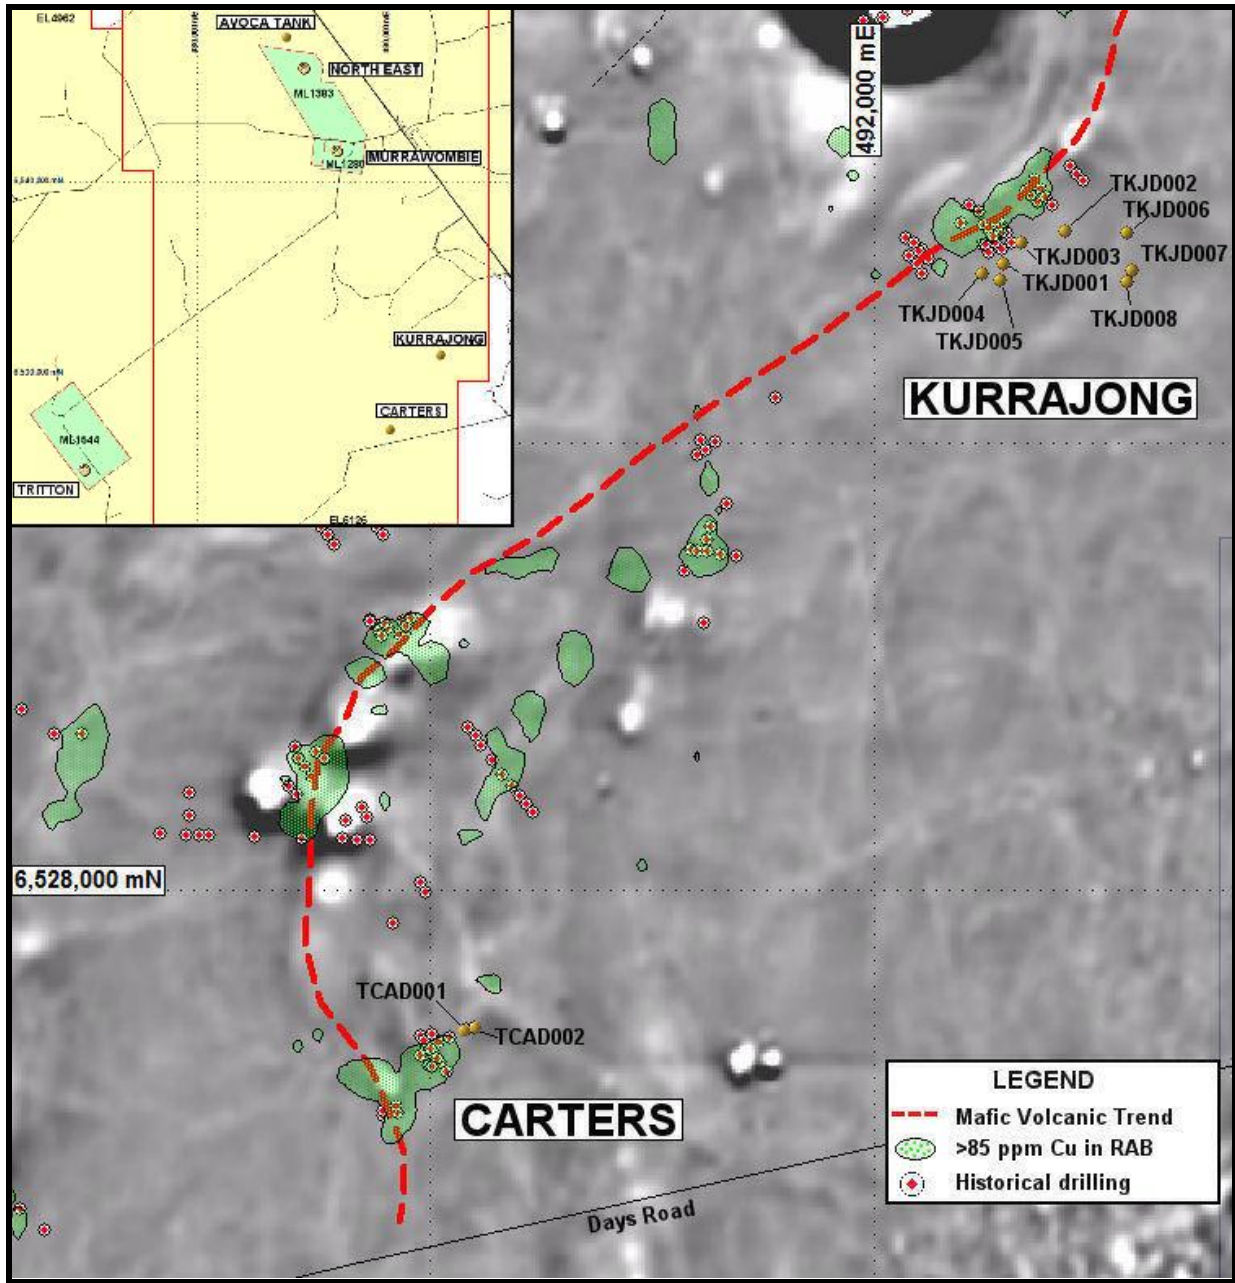 EL4962
AVOCA TANK
NORTH EAST
ML1383
MURRAWOMBIE
ML1280
KURRAJONG
CARTERS
ML1544
TRITTON
EL6126
492,000 mE
TKJD002
TKJD006
TKJD003
TKJD007
TKJD001
TKJD004
TKJD008
TKJD005
KURRAJONG
6,528,000 mN
TCAD001
TCAD002
CARTERS
LEGEND
Mafic Volcanic Trend
>85 ppm Cu in RAB
Historical drilling
Days Road